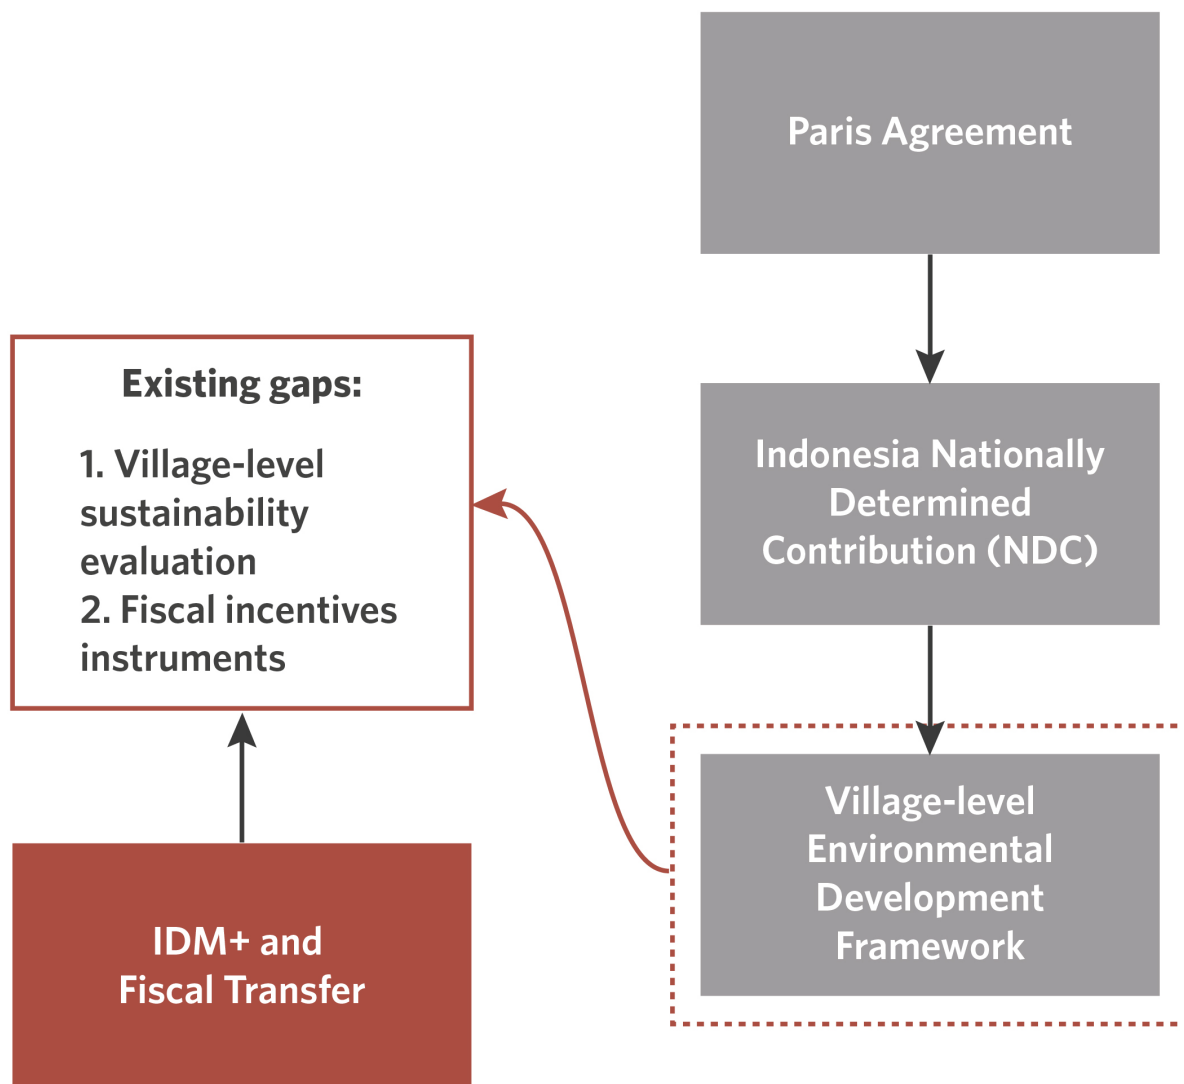 Paris Agreement
Existing gaps:
1. Village-level
sustainability
evaluation
2. Fiscal incentives
instruments
Indonesia Nationally
Determined
Contribution (NDC)
Village-level
Environmental
Development
Framework
IDM+ and
Fiscal Transfer